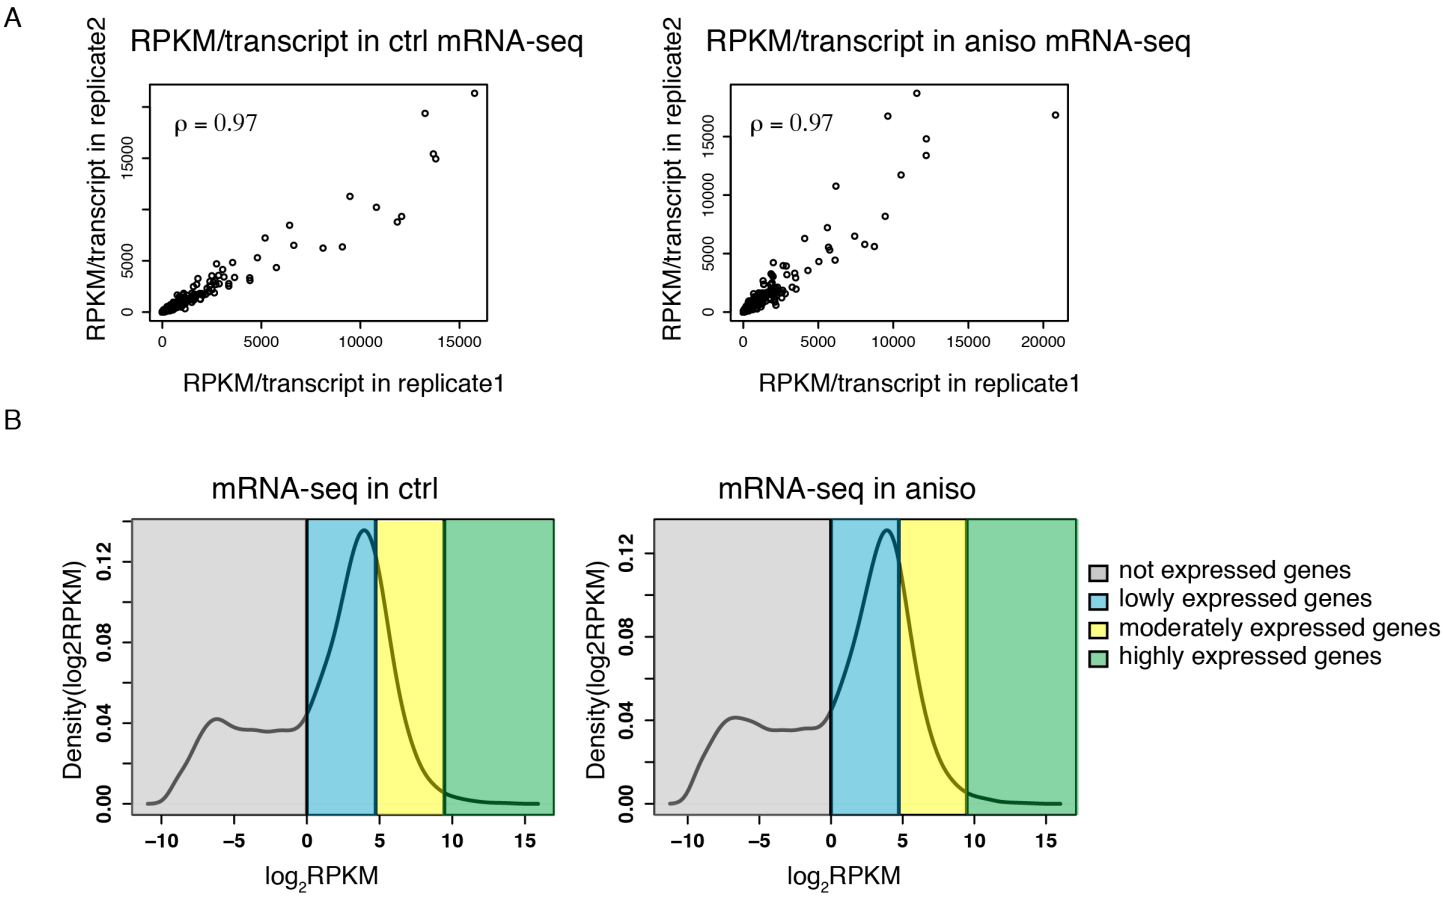 A
RPKM/transcript in ctrl mRNA-seq
RPKM/transcript in replicate2
ρ = 0.97
0 5000 15000
0 5000 10000 15000
RPKM/transcript in replicate1
RPKM/transcript in aniso mRNA-seq
RPKM/transcript in replicate2
ρ = 0.97
0 5000 10000 15000
0 5000 10000 15000 20000
RPKM/transcript in replicate1
B
mRNA-seq in ctrl
Density(log2RPKM)
0.00 0.04 0.08 0.12
−10 −5 0 5 10 15
log2RPKM
mRNA-seq in aniso
Density(log2RPKM)
0.00 0.04 0.08 0.12
−10 −5 0 5 10 15
log2RPKM
not expressed genes
lowly expressed genes
moderately expressed genes
highly expressed genes